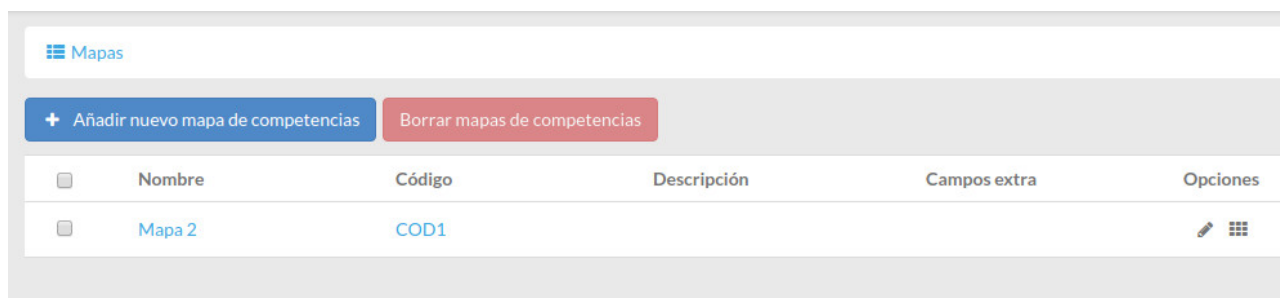 Mapas
+ Añadir nuevo mapa de competencias Borrar mapas de competencias
Nombre Código Descripción Campos extra Opciones
Mapa 2 COD1